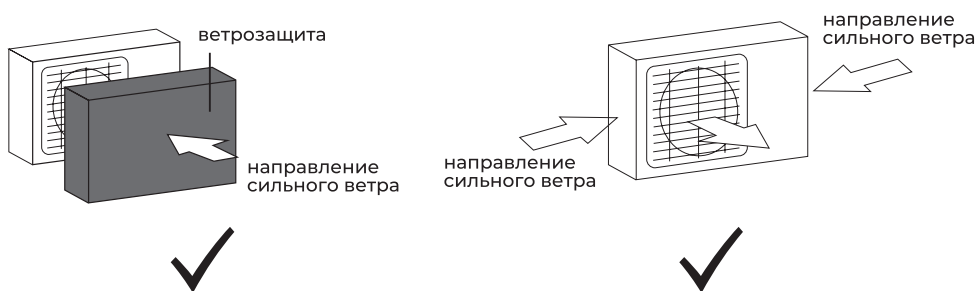 ветрозащита
направление
сильного ветра
направление
сильного ветра
направление
сильного ветра